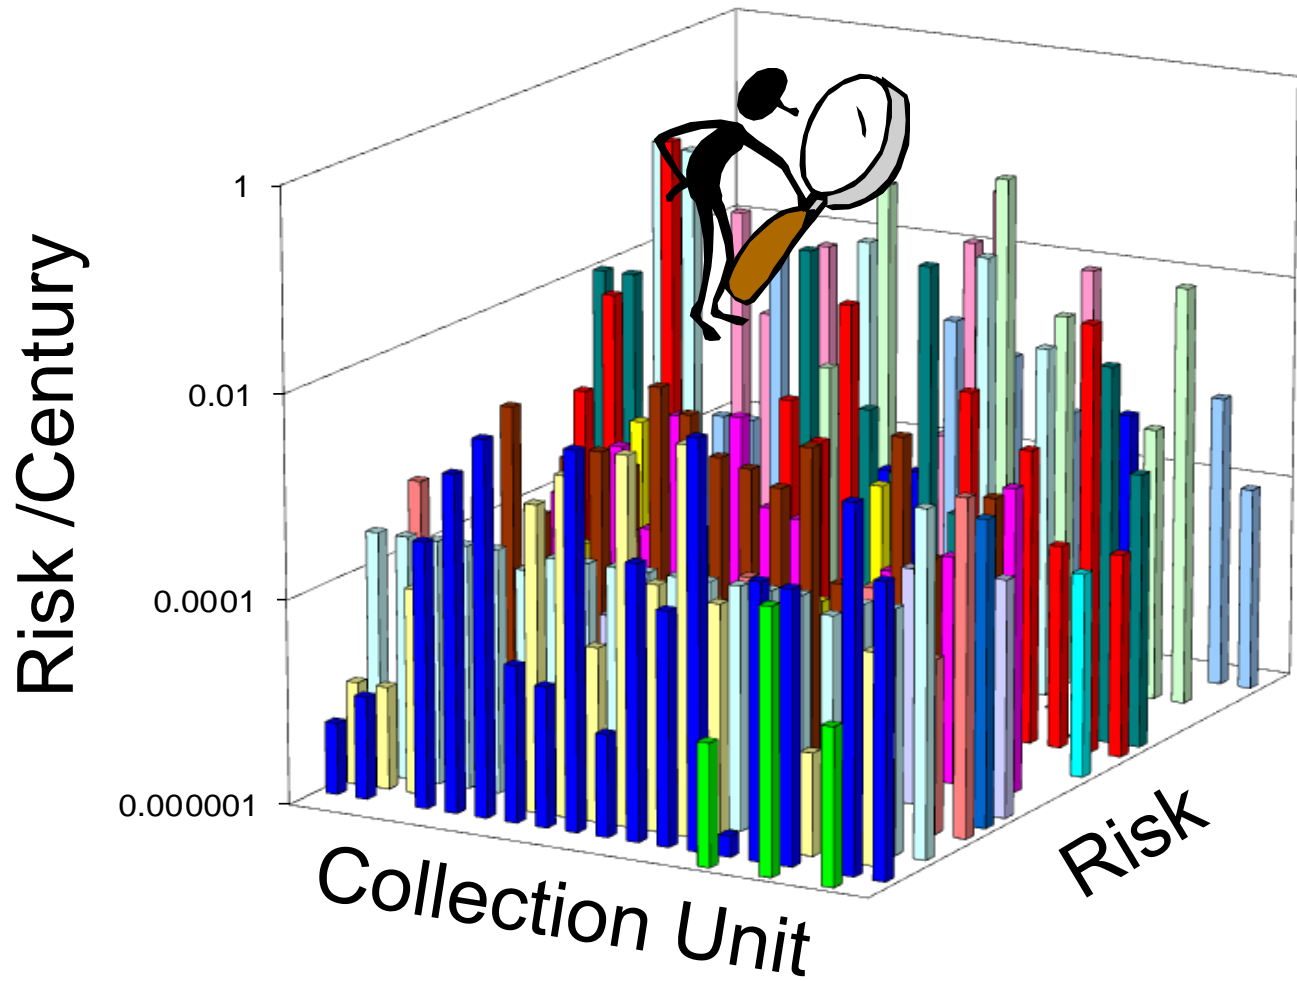 Risk /Century
1
0.01
0.0001
0.000001
Collection Unit
Risk